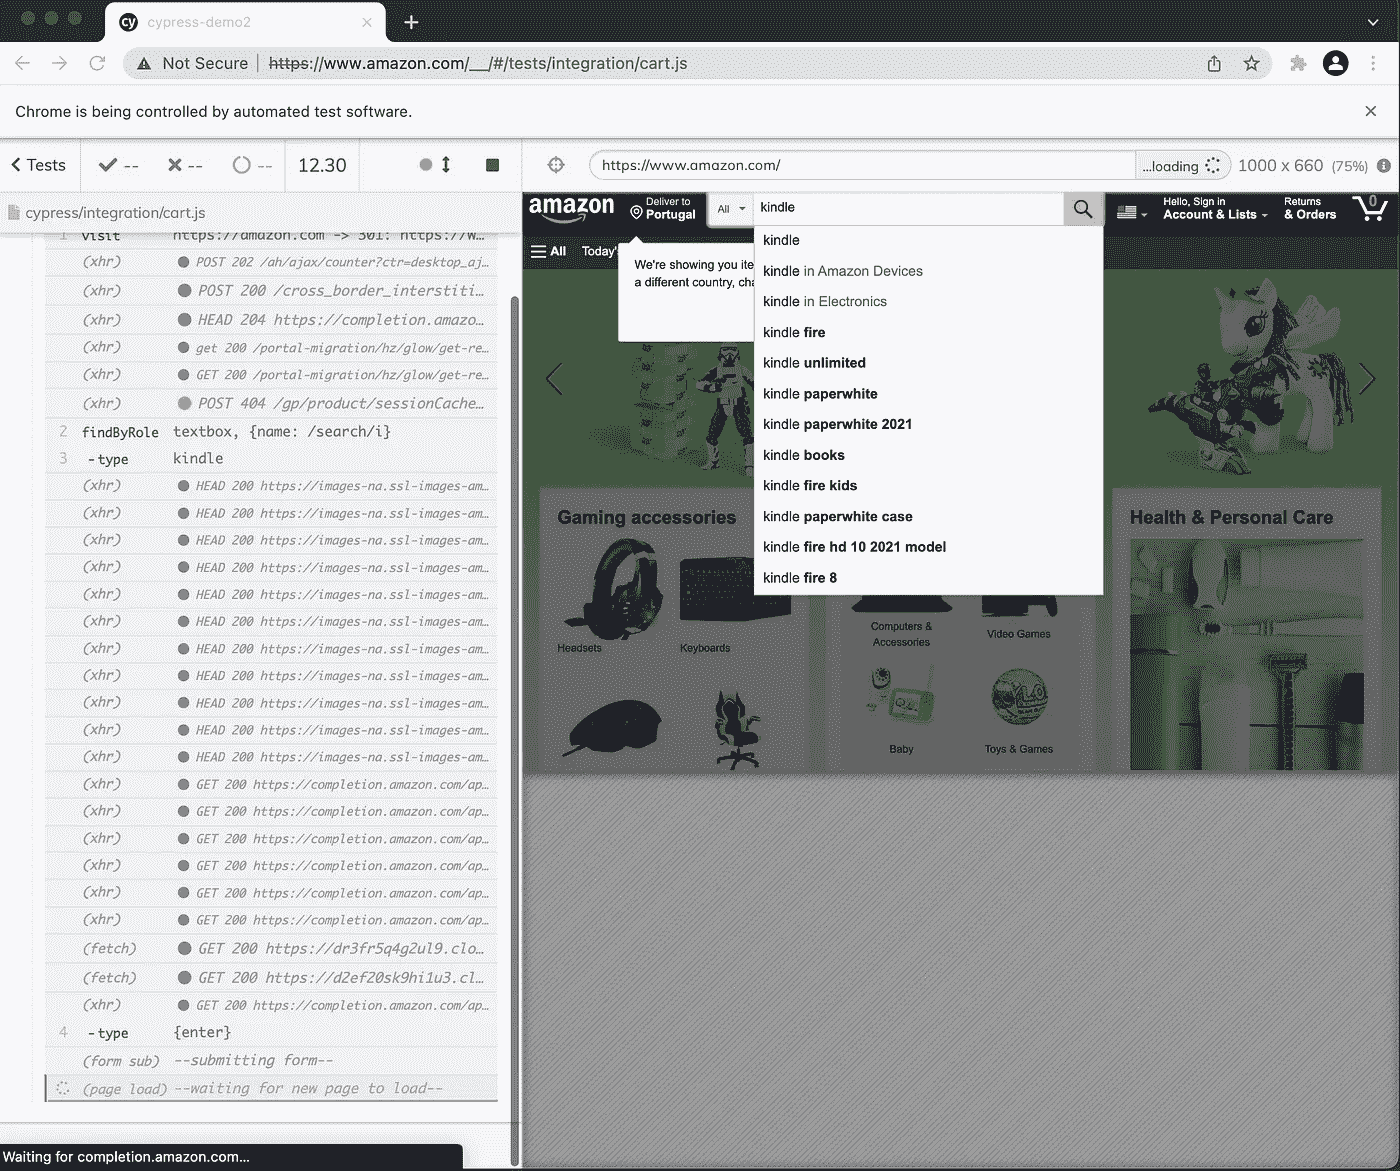 cypress-demo2
Not Secure
https://www.amazon.com/__/#/tests/integration/cart.js
Chrome is being controlled by automated test software.
Tests -- -- -- 12.30
https://www.amazon.com/
...loading
1000 x 660 (75%)
cypress/integration/cart.js
1 visit https://amazon.com -> 301: https://w…
(xhr) POST 202 /ah/ajax/counter?ctr=desktop_aj…
(xhr) POST 200 /cross_border_interstiti…
(xhr) HEAD 204 https://completion.amazo…
(xhr) get 200 /portal-migration/hz/glow/get-re…
(xhr) GET 200 /portal-migration/hz/glow/get-re…
(xhr) POST 404 /gp/product/sessionCache…
2 findByRole textbox, {name: /search/i}
3 -type kindle
(xhr) HEAD 200 https://images-na.ssl-images-am…
(xhr) HEAD 200 https://images-na.ssl-images-am…
(xhr) HEAD 200 https://images-na.ssl-images-am…
(xhr) HEAD 200 https://images-na.ssl-images-am…
(xhr) HEAD 200 https://images-na.ssl-images-am…
(xhr) HEAD 200 https://images-na.ssl-images-am…
(xhr) HEAD 200 https://images-na.ssl-images-am…
(xhr) HEAD 200 https://images-na.ssl-images-am…
(xhr) HEAD 200 https://images-na.ssl-images-am…
(xhr) HEAD 200 https://images-na.ssl-images-am…
(xhr) HEAD 200 https://images-na.ssl-images-am…
(xhr) GET 200 https://completion.amazon.com/ap…
(xhr) GET 200 https://completion.amazon.com/ap…
(xhr) GET 200 https://completion.amazon.com/ap…
(xhr) GET 200 https://completion.amazon.com/ap…
(xhr) GET 200 https://completion.amazon.com/ap…
(xhr) GET 200 https://completion.amazon.com/ap…
(fetch) GET 200 https://dr3fr5q4g2ul9.clo…
(fetch) GET 200 https://d2ef20sk9hi1u3.cl…
(xhr) GET 200 https://completion.amazon.com/ap…
4 -type {enter}
(form sub) --submitting form--
(page load) --waiting for new page to load--
Waiting for completion.amazon.com...
amazon
Deliver to
Portugal
All
kindle
Hello, Sign in
Account & Lists
Returns
& Orders
0
All
Today'
We're showing you ite
a different country, cha
kindle
kindle in Amazon Devices
kindle in Electronics
kindle fire
kindle unlimited
kindle paperwhite
kindle paperwhite 2021
kindle books
kindle fire kids
kindle paperwhite case
kindle fire hd 10 2021 model
kindle fire 8
Gaming accessories
Headsets
Keyboards
Computers &
Accessories
Video Games
Baby
Toys & Games
Health & Personal Care